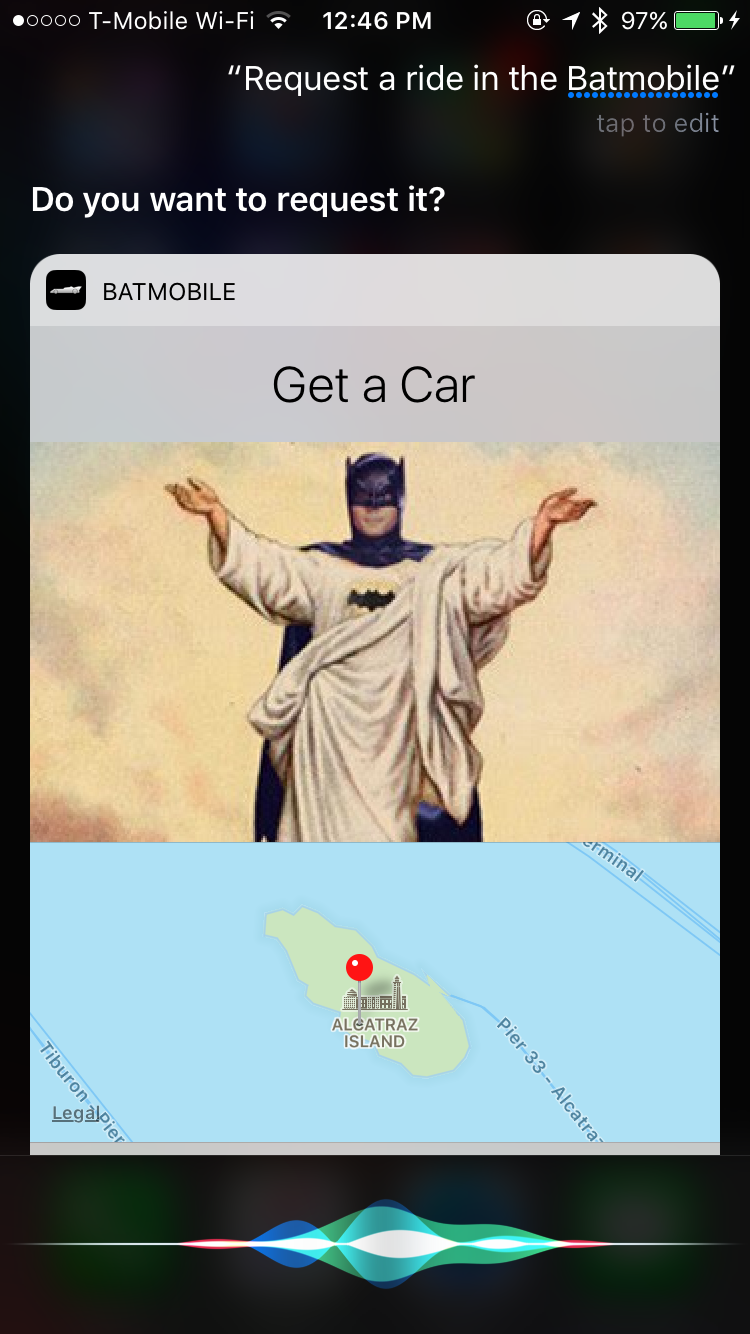 T-Mobile Wi-Fi 12:46 PM 97%
“Request a ride in the Batmobile”
tap to edit
Do you want to request it?
BATMOBILE
Get a Car
erminal
ALCATRAZ
ISLAND
Pier 33 - Alcatraz
Tiburon - Pier
Legal